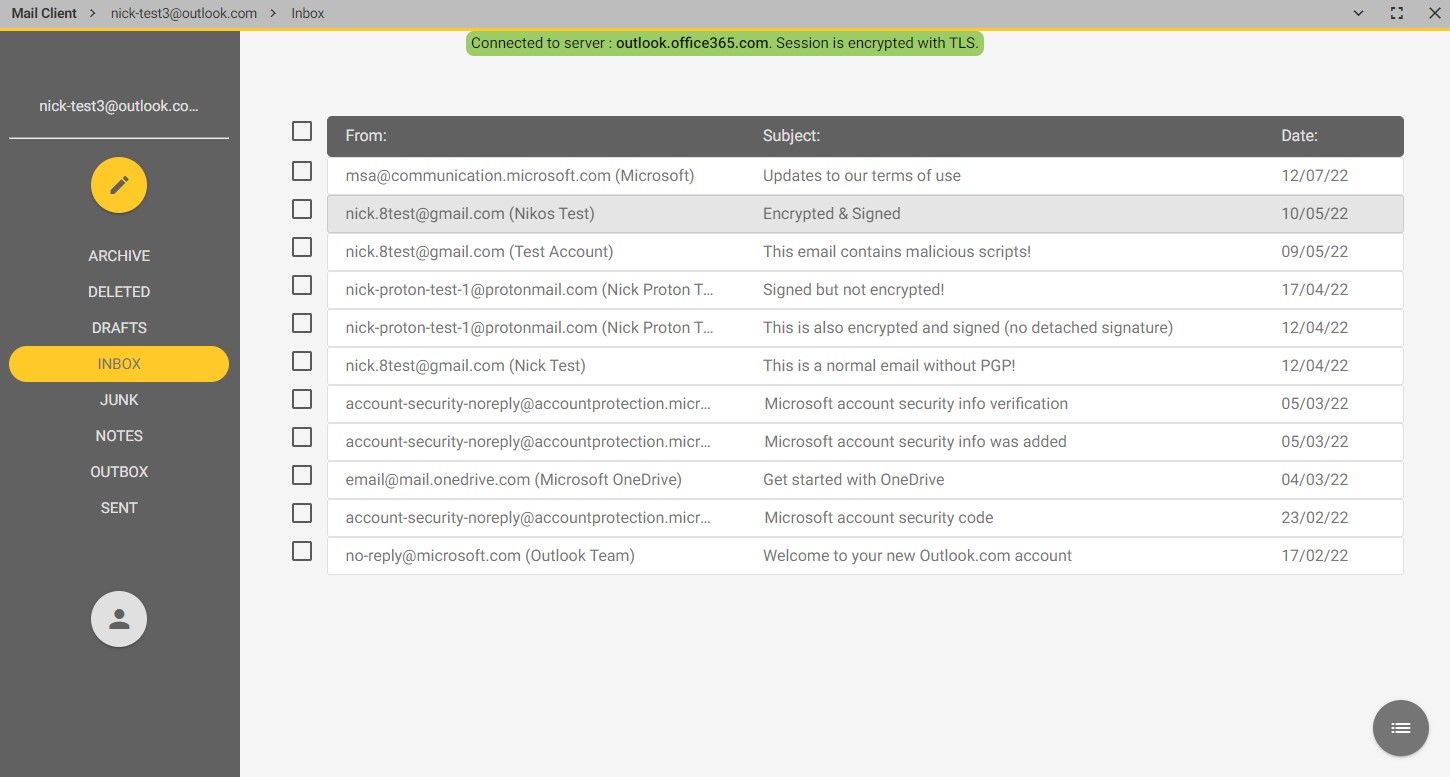 Mail Client > nick-test3@outlook.com > Inbox
Connected to server : outlook.office365.com. Session is encrypted with TLS.
nick-test3@outlook.co...
ARCHIVE
DELETED
DRAFTS
INBOX
JUNK
NOTES
OUTBOX
SENT
From: Subject: Date:
msa@communication.microsoft.com (Microsoft) Updates to our terms of use 12/07/22
nick.8test@gmail.com (Nikos Test) Encrypted & Signed 10/05/22
nick.8test@gmail.com (Test Account) This email contains malicious scripts! 09/05/22
nick-proton-test-1@protonmail.com (Nick Proton T... Signed but not encrypted! 17/04/22
nick-proton-test-1@protonmail.com (Nick Proton T... This is also encrypted and signed (no detached signature) 12/04/22
nick.8test@gmail.com (Nick Test) This is a normal email without PGP! 12/04/22
account-security-noreply@accountprotection.micr... Microsoft account security info verification 05/03/22
account-security-noreply@accountprotection.micr... Microsoft account security info was added 05/03/22
email@mail.onedrive.com (Microsoft OneDrive) Get started with OneDrive 04/03/22
account-security-noreply@accountprotection.micr... Microsoft account security code 23/02/22
no-reply@microsoft.com (Outlook Team) Welcome to your new Outlook.com account 17/02/22